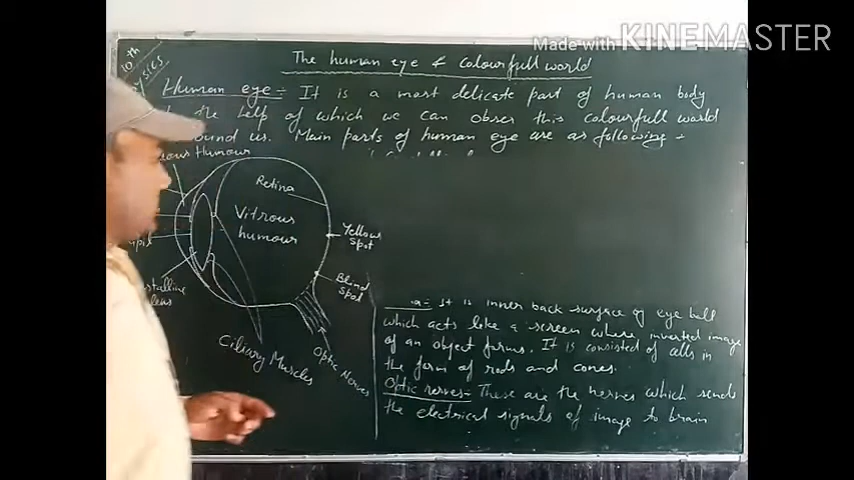 Made with KINEMASTER
10th
The human eye & colourfull world
Human eye :- It is a most delicate part of human body
the help of which we can obser this colourfull world
us. Main parts of human eye are as following -
Humour
Retina
Vitrous
humour
Yellow
spot
Blind
spot
lens
Ciliary Muscles
Optic Nerves
It is inner back surface of eye ball
which acts like a screen where inverted image
of an object forms. It is consisted of cells in
the form of rods and cones.
Optic nerves:- These are the nerves which sends
the electrical signals of image to brain